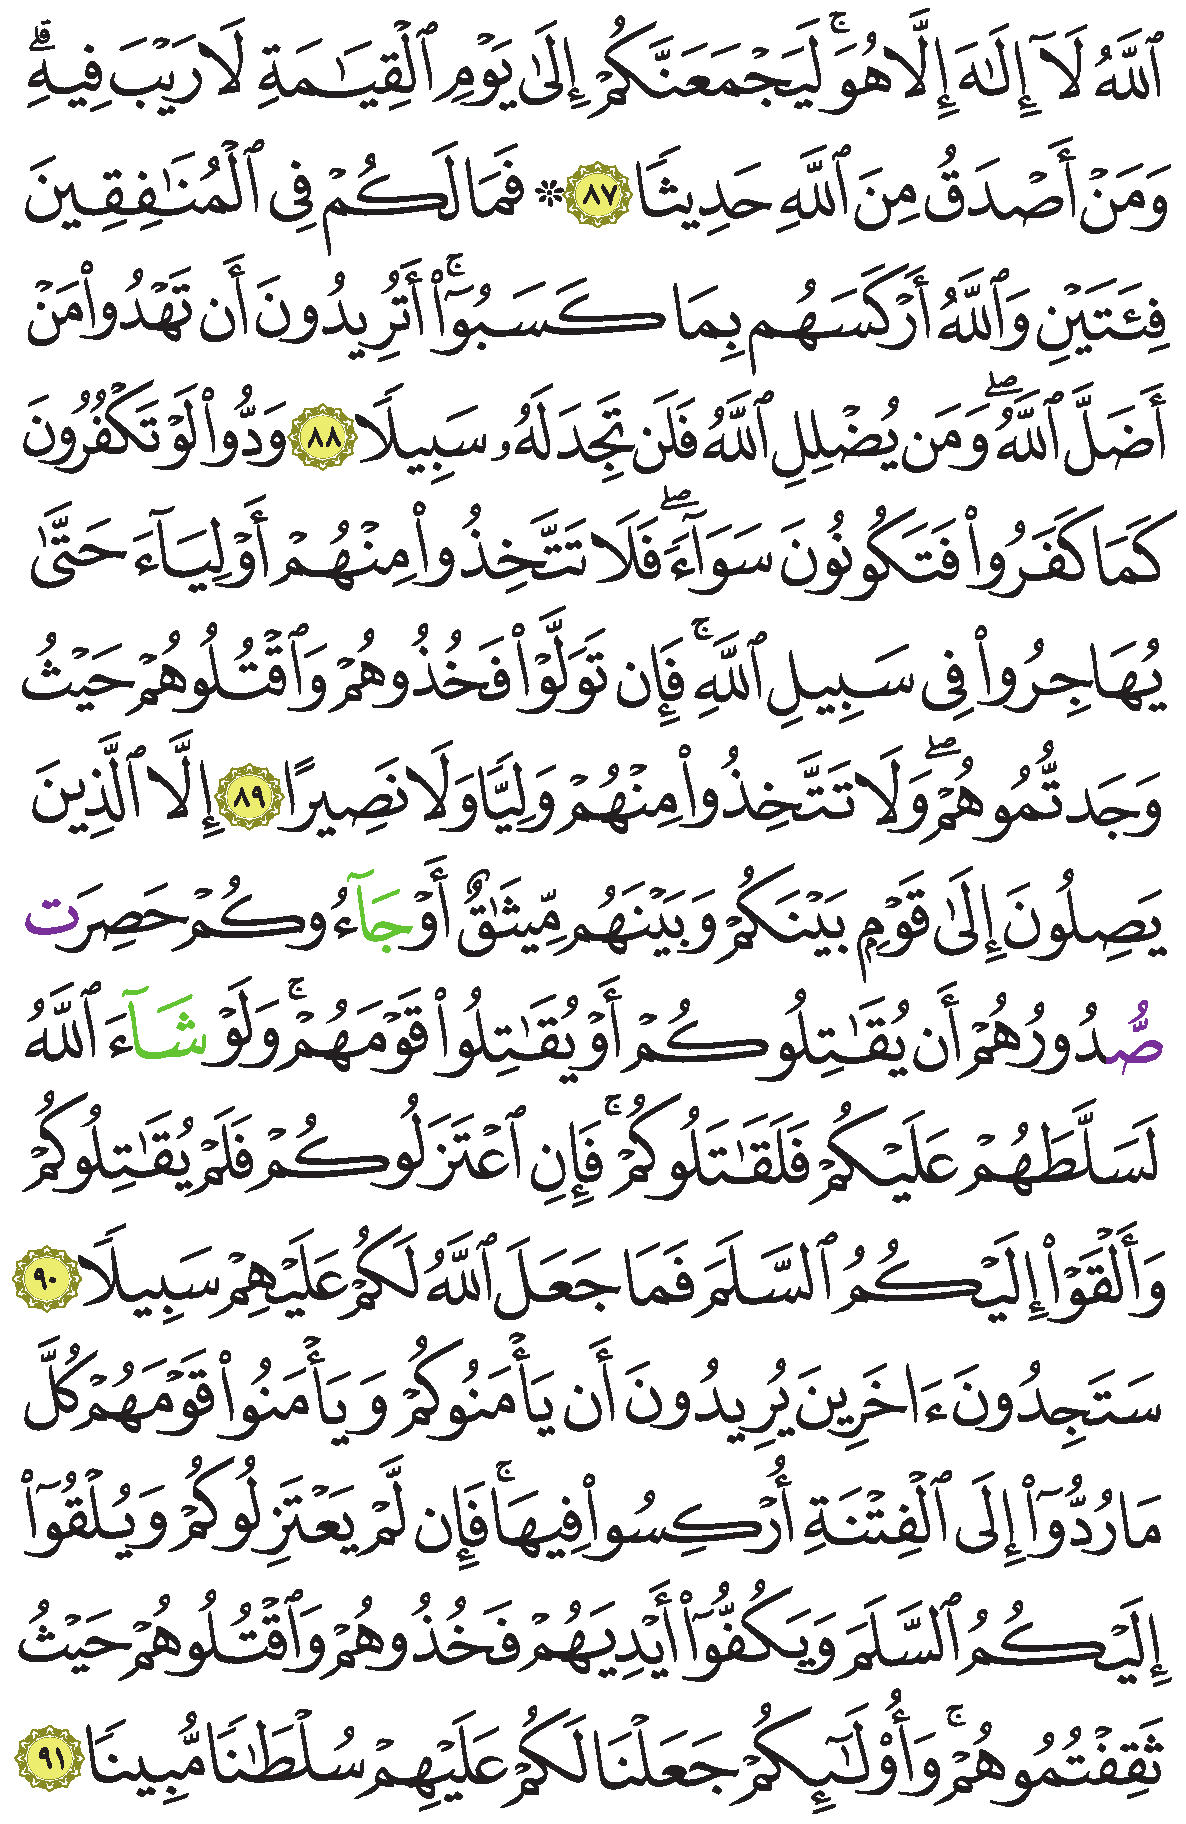 ٱللَّهُ لَآ إِلَٰهَ إِلَّا هُوَۚ لَيَجْمَعَنَّكُمْ إِلَىٰ يَوْمِ ٱلْقِيَٰمَةِ لَا رَيْبَ فِيهِۗ
وَمَنْ أَصْدَقُ مِنَ ٱللَّهِ حَدِيثًا ٨٧ ۞ فَمَا لَكُمْ فِى ٱلْمُنَٰفِقِينَ
فِئَتَيْنِ وَٱللَّهُ أَرْكَسَهُم بِمَا كَسَبُوٓا۟ۚ أَتُرِيدُونَ أَن تَهْدُوا۟ مَنْ
أَضَلَّ ٱللَّهُۖ وَمَن يُضْلِلِ ٱللَّهُ فَلَن تَجِدَ لَهُۥ سَبِيلًا ٨٨ وَدُّوا۟ لَوْ تَكْفُرُونَ
كَمَا كَفَرُوا۟ فَتَكُونُونَ سَوَآءًۖ فَلَا تَتَّخِذُوا۟ مِنْهُمْ أَوْلِيَآءَ حَتَّىٰ
يُهَاجِرُوا۟ فِى سَبِيلِ ٱللَّهِۚ فَإِن تَوَلَّوْا۟ فَخُذُوهُمْ وَٱقْتُلُوهُمْ حَيْثُ
وَجَدتُّمُوهُمْۖ وَلَا تَتَّخِذُوا۟ مِنْهُمْ وَلِيًّا وَلَا نَصِيرًا ٨٩ إِلَّا ٱلَّذِينَ
يَصِلُونَ إِلَىٰ قَوْمِۭ بَيْنَكُمْ وَبَيْنَهُم مِّيثَٰقٌ أَوْ جَآءُوكُمْ حَصِرَت
صُّدُورُهُمْ أَن يُقَٰتِلُوكُمْ أَوْ يُقَٰتِلُوا۟ قَوْمَهُمْۚ وَلَوْ شَآءَ ٱللَّهُ
لَسَلَّطَهُمْ عَلَيْكُمْ فَلَقَٰتَلُوكُمْۚ فَإِنِ ٱعْتَزَلُوكُمْ فَلَمْ يُقَٰتِلُوكُمْ
وَأَلْقَوْا۟ إِلَيْكُمُ ٱلسَّلَمَ فَمَا جَعَلَ ٱللَّهُ لَكُمْ عَلَيْهِمْ سَبِيلًا ٩٠
سَتَجِدُونَ ءَاخَرِينَ يُرِيدُونَ أَن يَأْمَنُوكُمْ وَيَأْمَنُوا۟ قَوْمَهُمْ كُلَّ
مَا رُدُّوٓا۟ إِلَى ٱلْفِتْنَةِ أُرْكِسُوا۟ فِيهَاۚ فَإِن لَّمْ يَعْتَزِلُوكُمْ وَيُلْقُوٓا۟
إِلَيْكُمُ ٱلسَّلَمَ وَيَكُفُّوٓا۟ أَيْدِيَهُمْ فَخُذُوهُمْ وَٱقْتُلُوهُمْ حَيْثُ
ثَقِفْتُمُوهُمْۚ وَأُو۟لَٰٓئِكُمْ جَعَلْنَا لَكُمْ عَلَيْهِمْ سُلْطَٰنًا مُّبِينًا ٩١